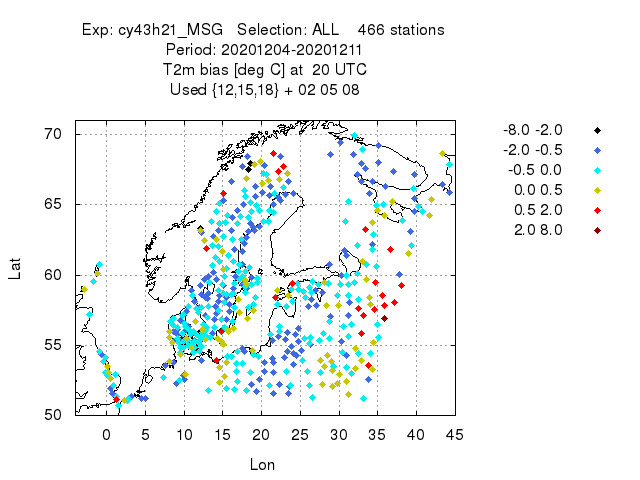 Exp: cy43h21_MSG   Selection: ALL    466 stations
Period: 20201204-20201211
T2m bias [deg C] at  20 UTC
Used {12,15,18} + 02 05 08
-8.0 -2.0
-2.0 -0.5
-0.5 0.0
0.0 0.5
0.5 2.0
2.0 8.0
70
65
60
55
50
Lat
0 5 10 15 20 25 30 35 40 45
Lon